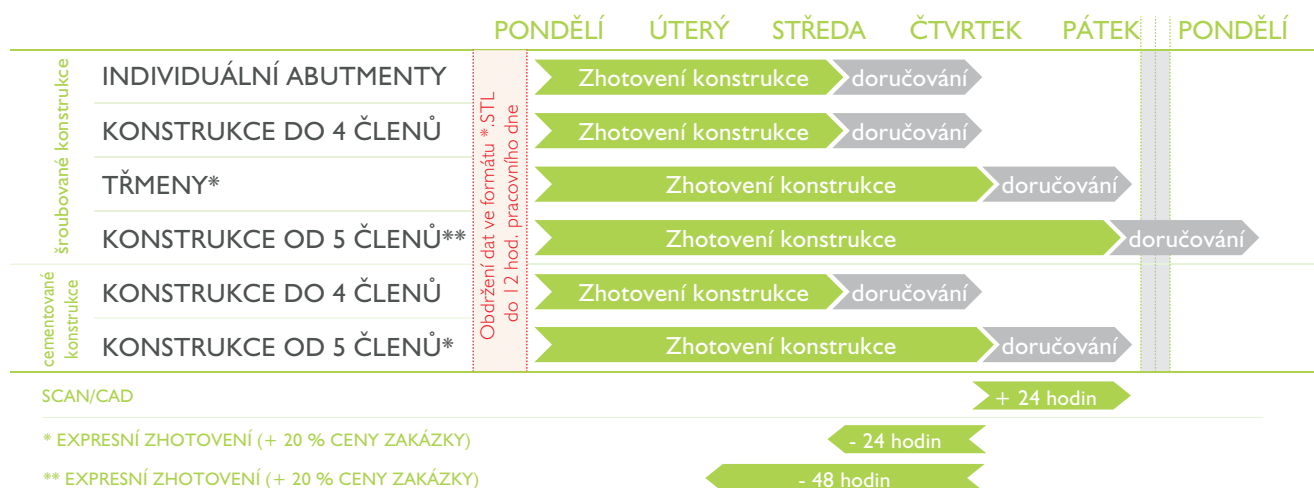 PONDĚLÍ ÚTERÝ STŘEDA ČTVRTEK PÁTEK PONDĚLÍ
šroubované konstrukce
Obdržení dat ve formátu *.STL
do 12 hod. pracovního dne
INDIVIDUÁLNÍ ABUTMENTY Zhotovení konstrukce doručování
KONSTRUKCE DO 4 ČLENŮ Zhotovení konstrukce doručování
TŘMENY* Zhotovení konstrukce doručování
KONSTRUKCE OD 5 ČLENŮ** Zhotovení konstrukce doručování
cementované
konstrukce
KONSTRUKCE DO 4 ČLENŮ Zhotovení konstrukce doručování
KONSTRUKCE OD 5 ČLENŮ* Zhotovení konstrukce doručování
SCAN/CAD + 24 hodin
* EXPRESNÍ ZHOTOVENÍ (+ 20 % CENY ZAKÁZKY) - 24 hodin
** EXPRESNÍ ZHOTOVENÍ (+ 20 % CENY ZAKÁZKY) - 48 hodin